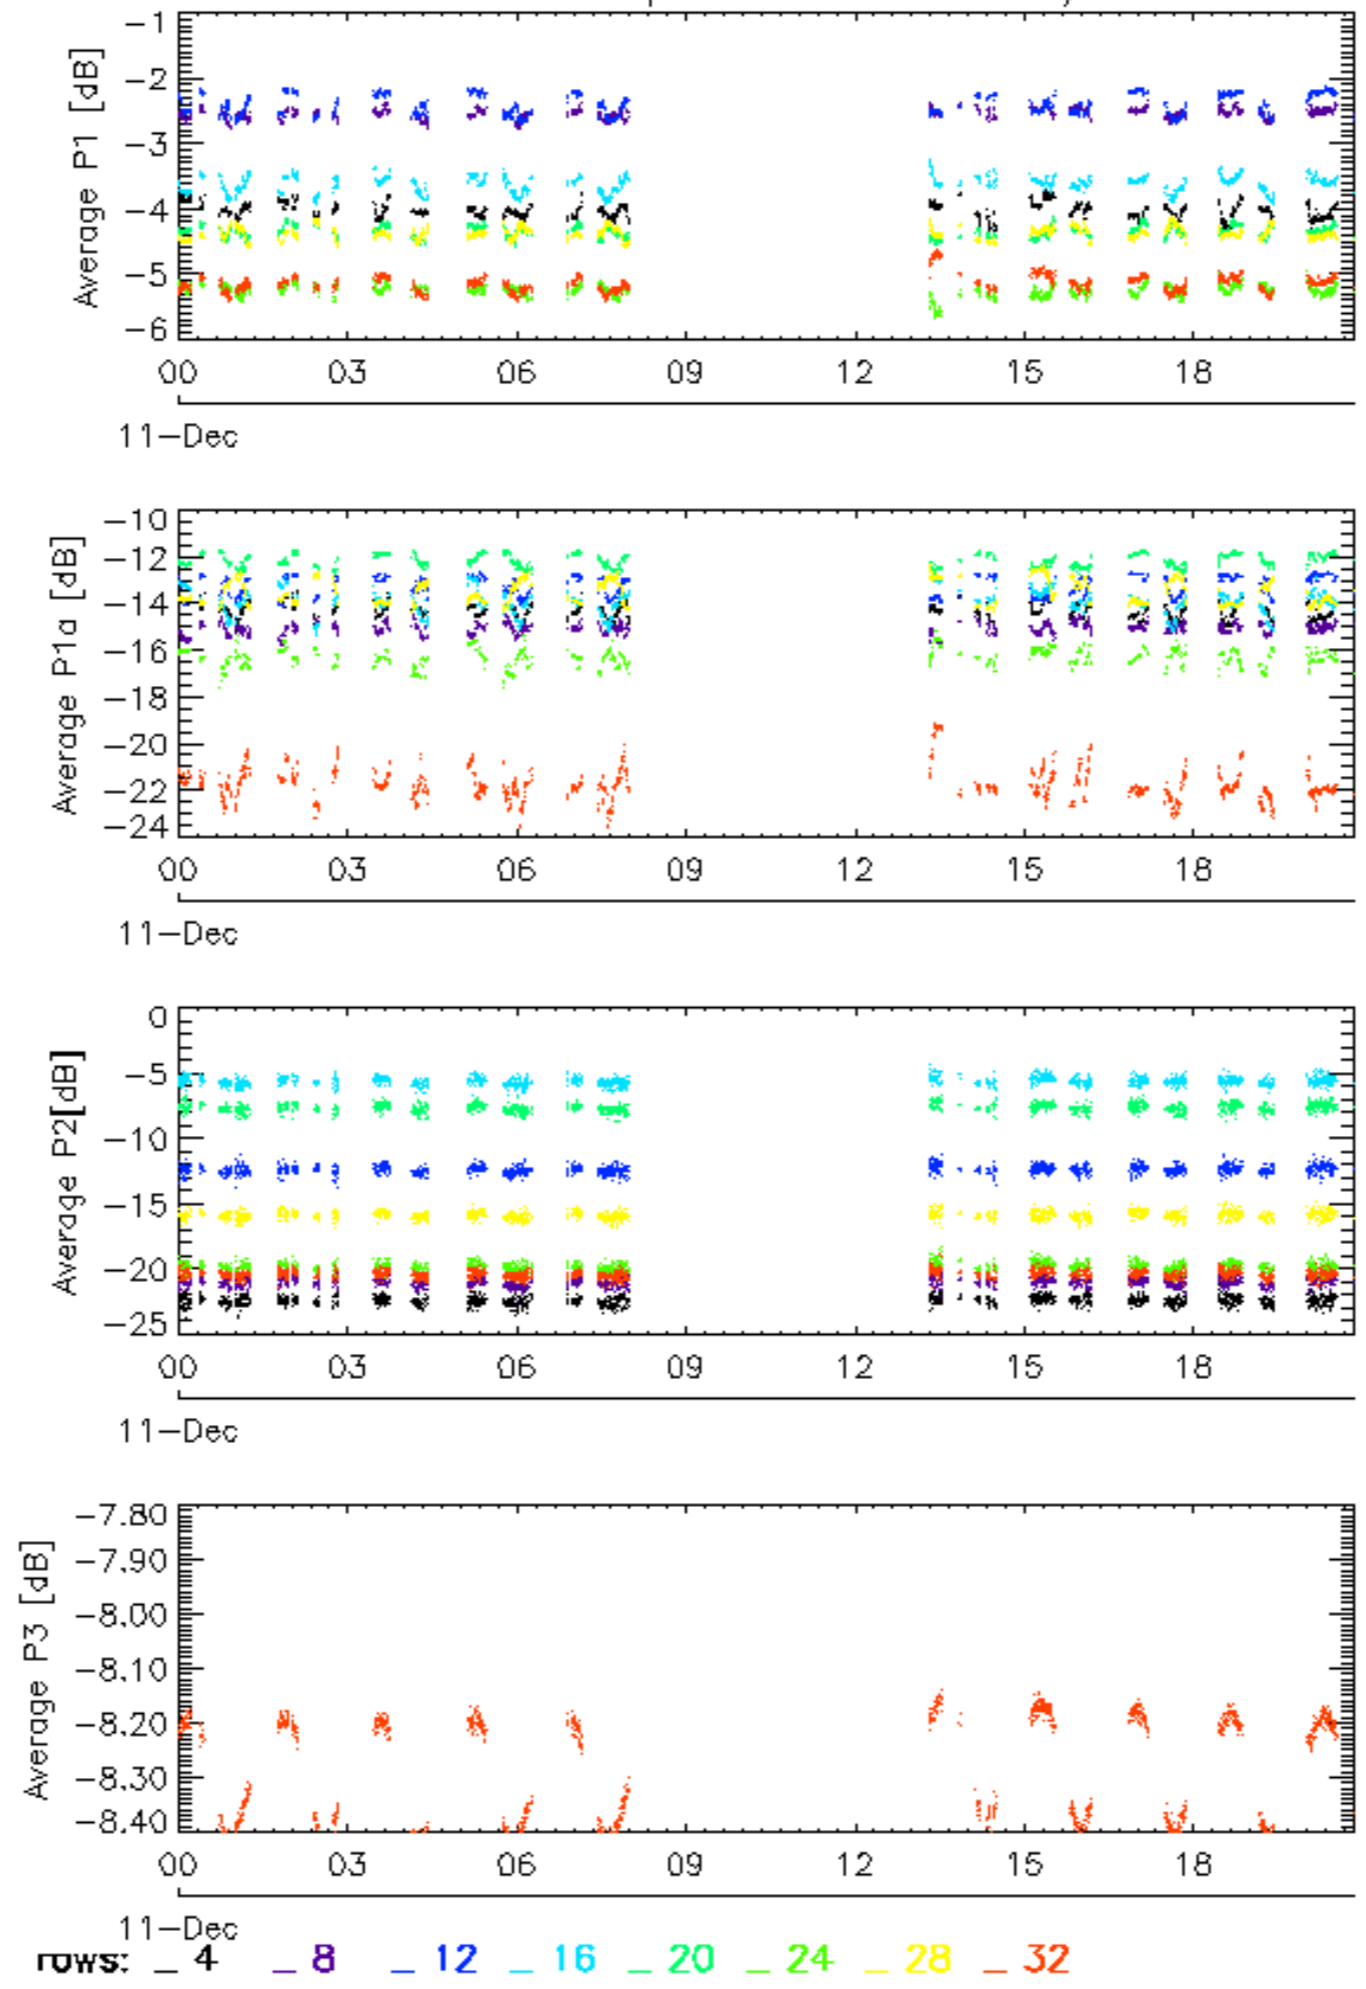 Average P1 [dB]
-1
-2
-3
-4
-5
-6
00 03 06 09 12 15 18
11-Dec
Average P1a [dB]
-10
-12
-14
-16
-18
-20
-22
-24
00 03 06 09 12 15 18
11-Dec
Average P2[dB]
0
-5
-10
-15
-20
-25
00 03 06 09 12 15 18
11-Dec
Average P3 [dB]
-7.80
-7.90
-8.00
-8.10
-8.20
-8.30
-8.40
00 03 06 09 12 15 18
11-Dec
rows: _ 4 _ 8 _ 12 _ 16 _ 20 _ 24 _ 28 _ 32